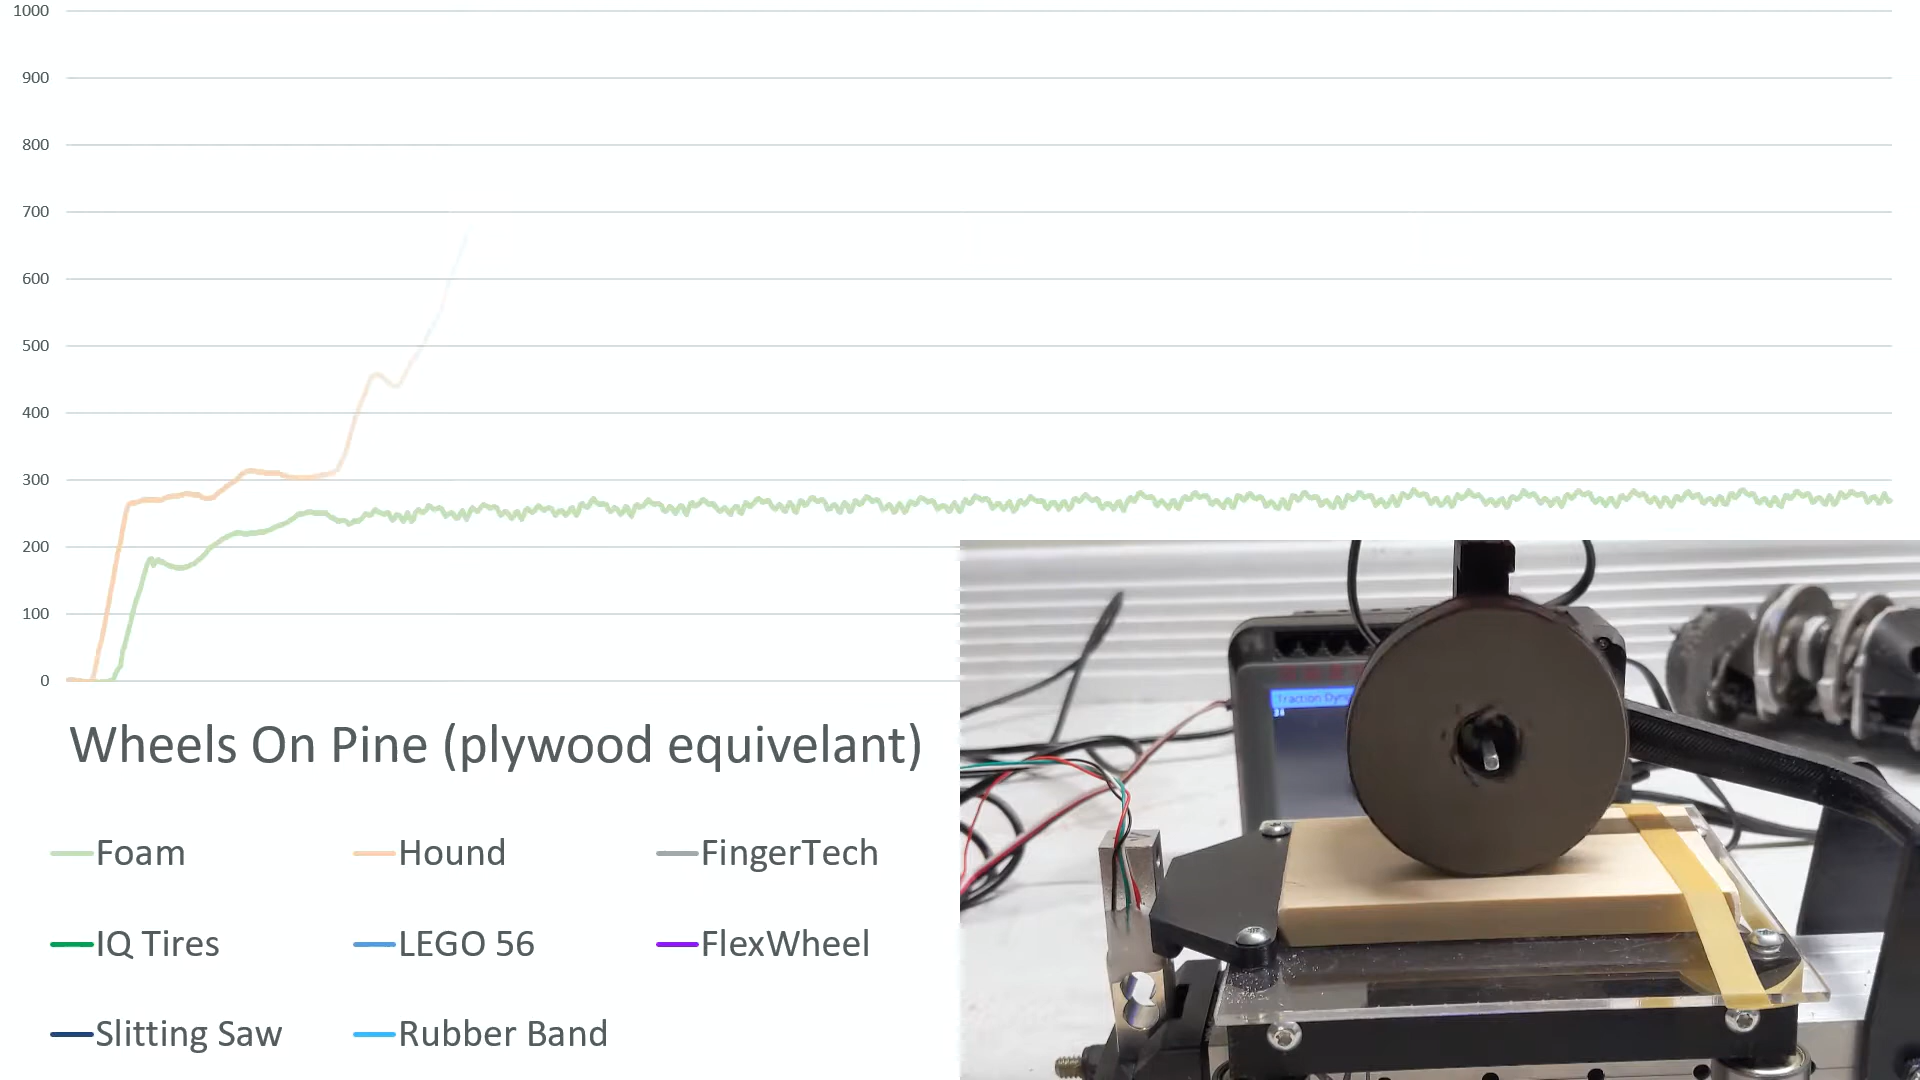 1000
900
800
700
600
500
400
300
200
100
0
Wheels On Pine (plywood equivelant)
Foam
Hound
FingerTech
IQ Tires
LEGO 56
FlexWheel
Slitting Saw
Rubber Band
Traction